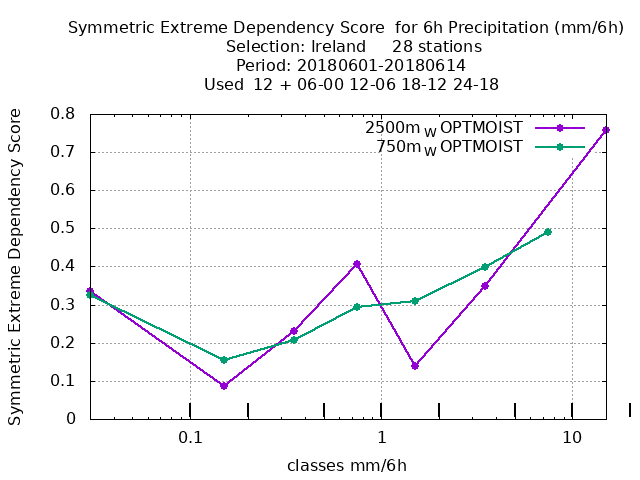 Symmetric Extreme Dependency Score  for 6h Precipitation (mm/6h)
Selection: Ireland     28 stations
Period: 20180601-20180614
Used  12 + 06-00 12-06 18-12 24-18
Symmetric Extreme Dependency Score
2500m W OPTMOIST
750m W OPTMOIST
0.8
0.7
0.6
0.5
0.4
0.3
0.2
0.1
0
0.1 1 10
classes mm/6h